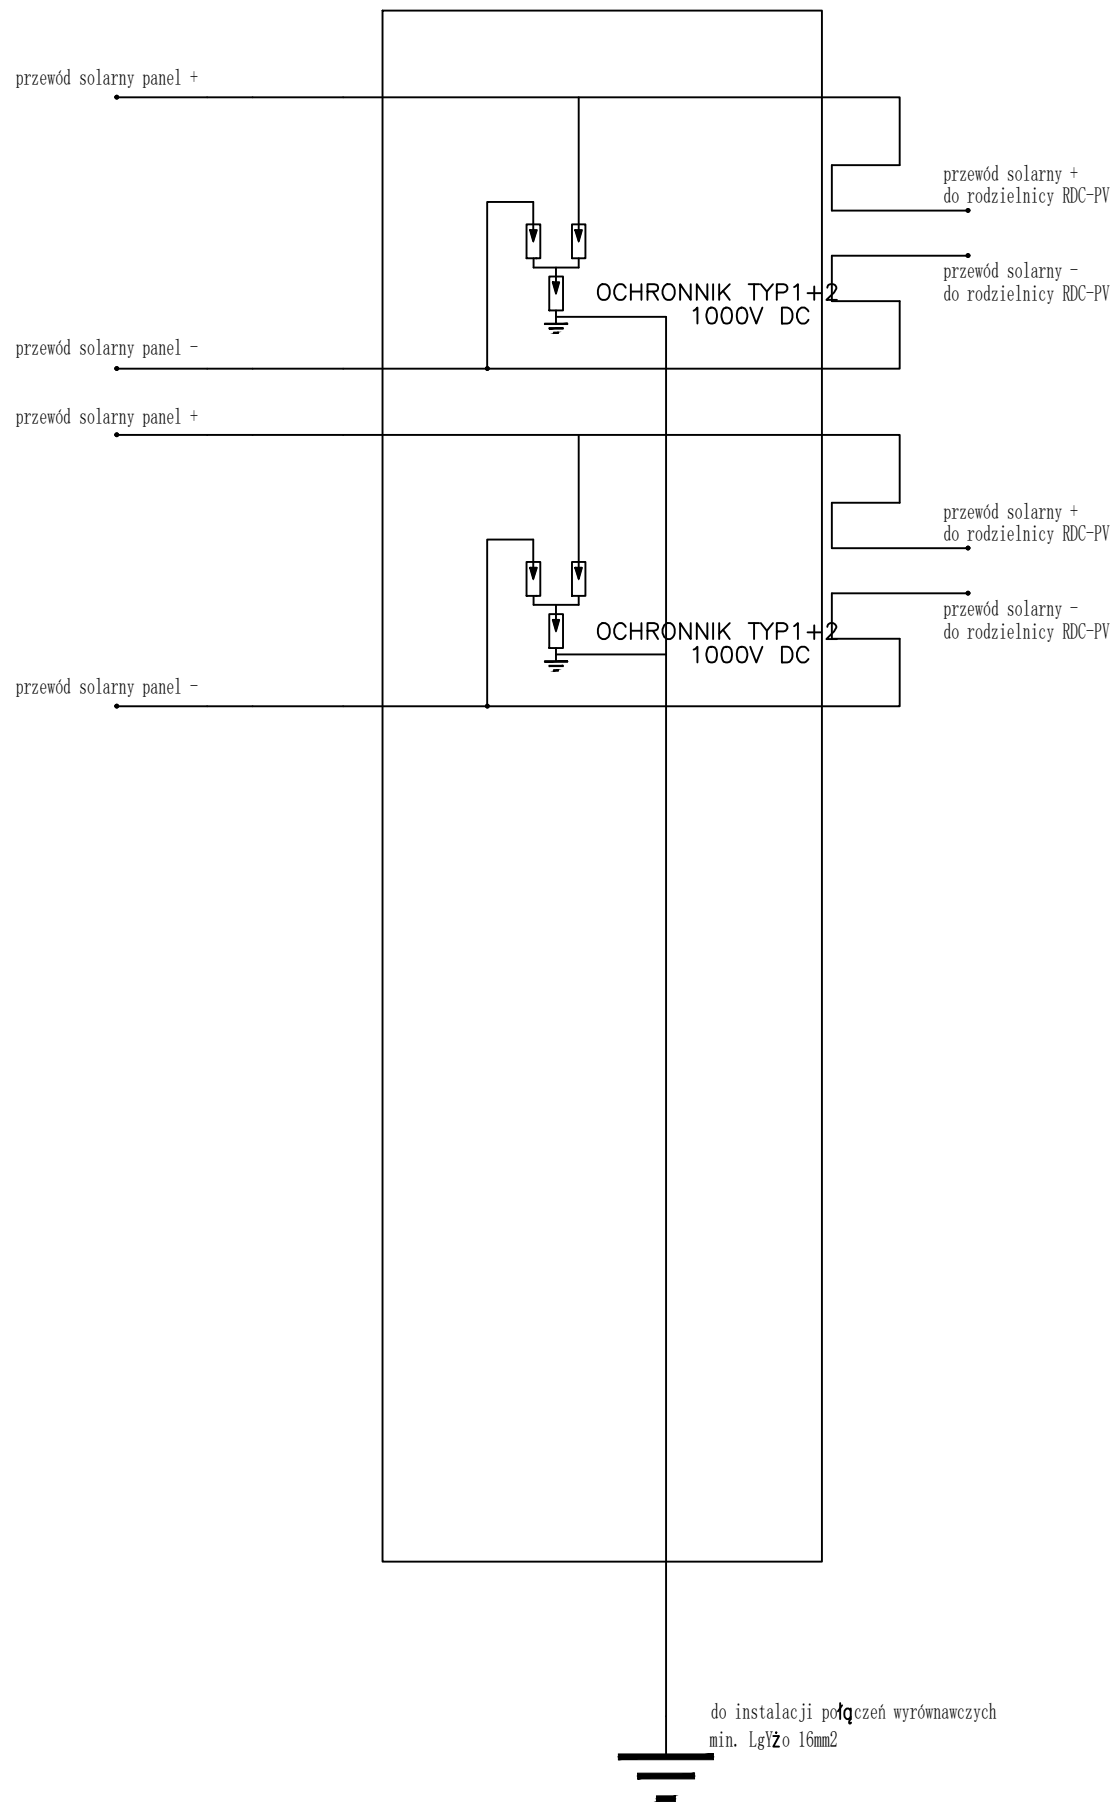 przewód solarny panel +
przewód solarny +
do rodzielnicy RDC-PV
przewód solarny -
do rodzielnicy RDC-PV
OCHRONNIK TYP1+2
1000V DC
przewód solarny panel -
przewód solarny panel +
przewód solarny +
do rodzielnicy RDC-PV
przewód solarny -
do rodzielnicy RDC-PV
OCHRONNIK TYP1+2
1000V DC
przewód solarny panel -
do instalacji połączeń wyrównawczych
min. LgYżo 16mm2